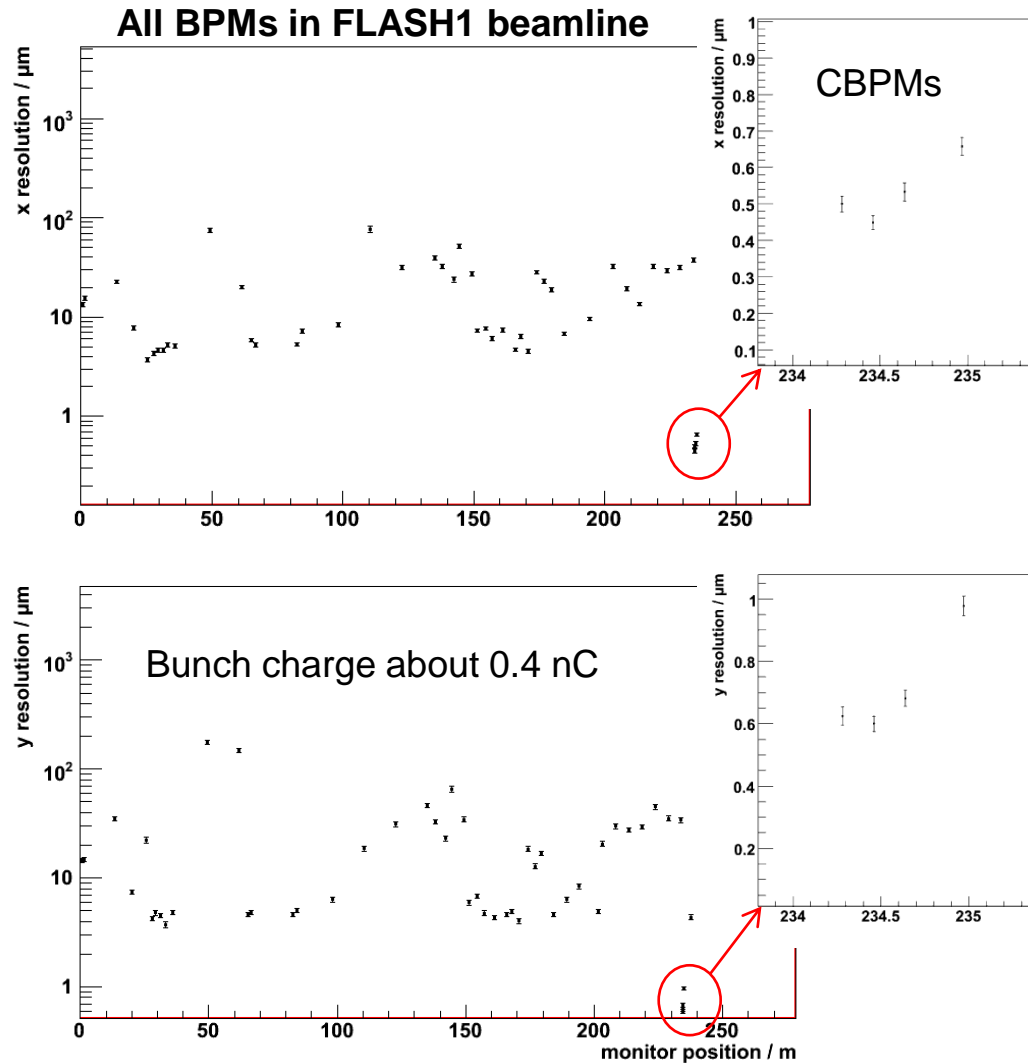 All BPMs in FLASH1 beamline
x resolution / µm
10³
10²
10
1
0 50 100 150 200 250
CBPMs
x resolution / µm
1
0.9
0.8
0.7
0.6
0.5
0.4
0.3
0.2
0.1
234 234.5 235
Bunch charge about 0.4 nC
y resolution / µm
10³
10²
10
1
0 50 100 150 200 250
monitor position / m
y resolution / µm
1
0.8
0.6
0.4
0.2
234 234.5 235